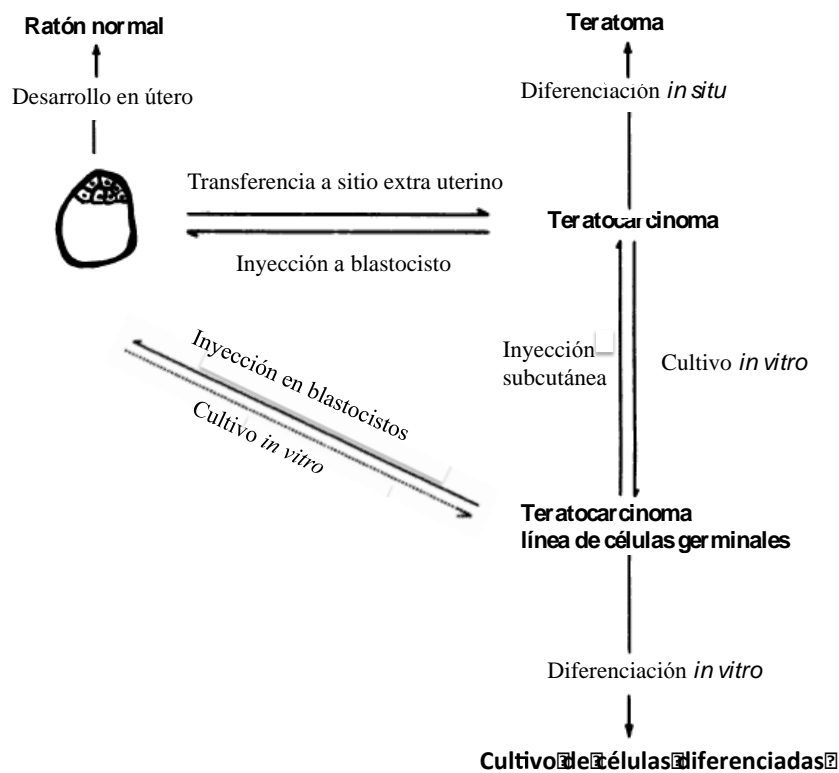 Ratón normal
Teratoma
Desarrollo en útero
Diferenciación in situ
Transferencia a sitio extra uterino
Teratocarcinoma
Inyección a blastocisto
Inyección
subcutánea
Cultivo in vitro
Inyección en blastocistos
Cultivo in vitro
Teratocarcinoma
línea de células germinales
Diferenciación in vitro
Cultivo de células diferenciadas